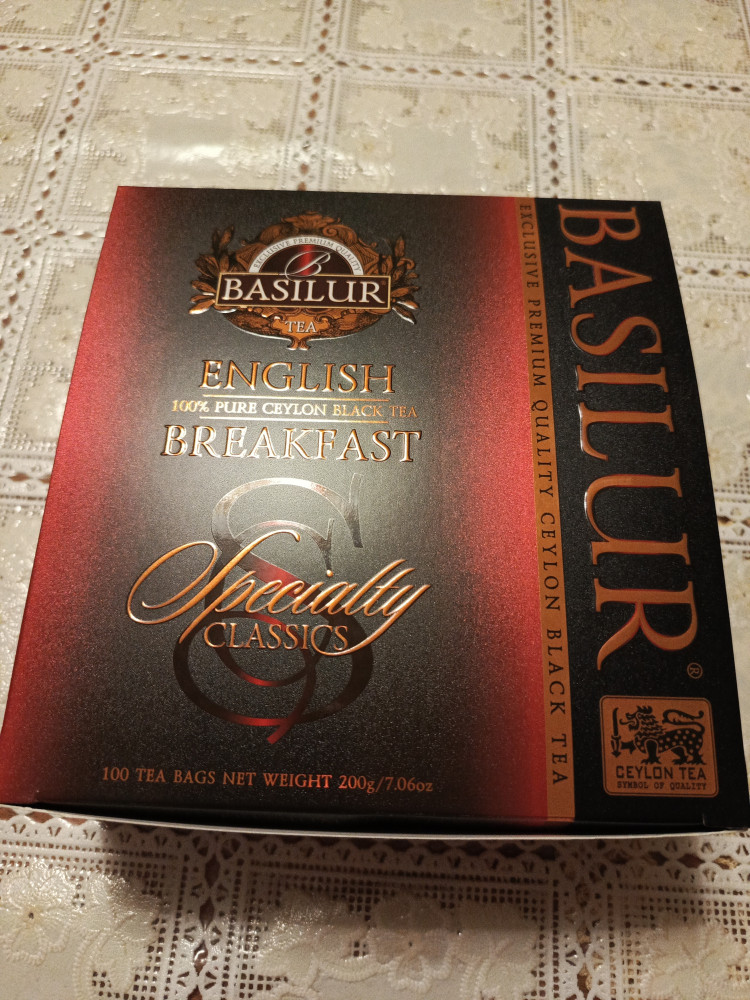 EXCLUSIVE PREMIUM QUALITY
B
BASILUR
TEA
ENGLISH
100% PURE CEYLON BLACK TEA
BREAKFAST
S
Specialty
CLASSICS
100 TEA BAGS NET WEIGHT 200g/7.06oz
EXCLUSIVE PREMIUM QUALITY CEYLON BLACK TEA
BASILUR®
CEYLON TEA
SYMBOL OF QUALITY